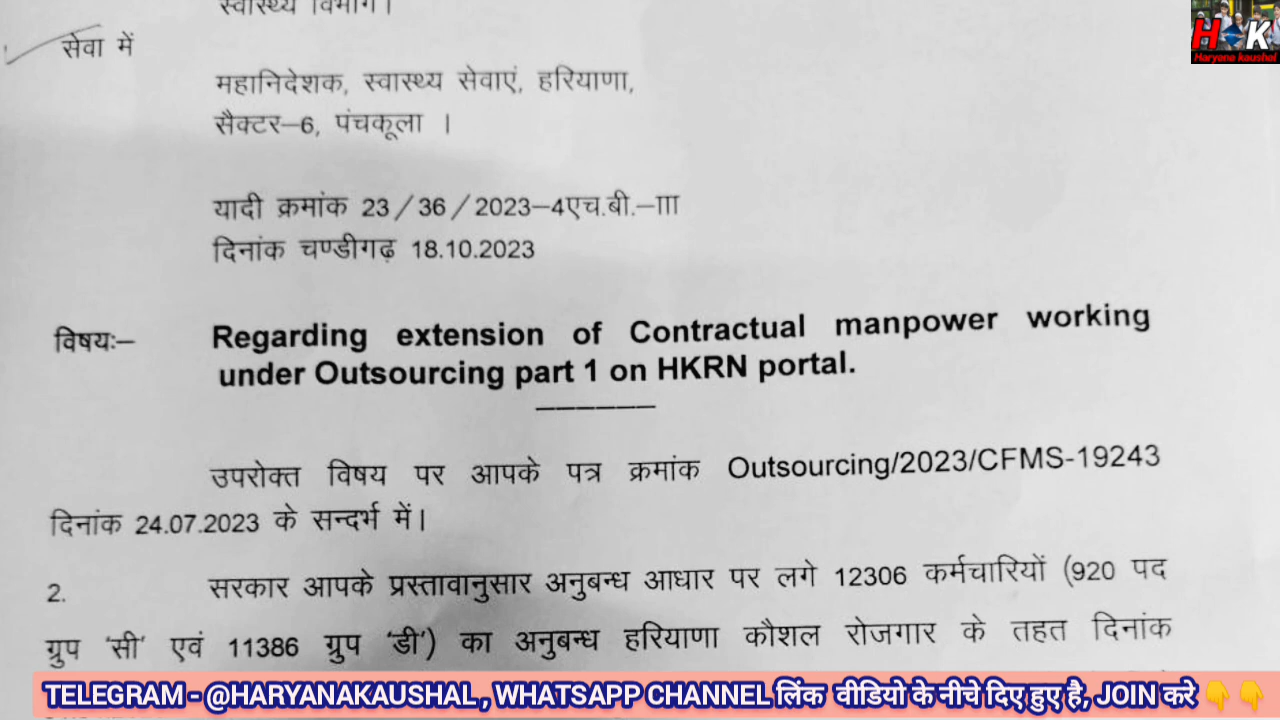 स्वास्थ्य विभाग।
सेवा में
महानिदेशक, स्वास्थ्य सेवाएं, हरियाणा,
सैक्टर–6, पंचकूला ।
यादी क्रमांक 23/36/2023–4एच.बी.–III
दिनांक चण्डीगढ़ 18.10.2023
विषयः– Regarding extension of Contractual manpower working
under Outsourcing part 1 on HKRN portal.
उपरोक्त विषय पर आपके पत्र क्रमांक Outsourcing/2023/CFMS-19243
दिनांक 24.07.2023 के सन्दर्भ में।
2. सरकार आपके प्रस्तावानुसार अनुबन्ध आधार पर लगे 12306 कर्मचारियों (920 पद
ग्रुप 'सी' एवं 11386 ग्रुप 'डी') का अनुबन्ध हरियाणा कौशल रोजगार के तहत दिनांक
H K
Haryana kaushal
TELEGRAM - @HARYANAKAUSHAL , WHATSAPP CHANNEL लिंक वीडियो के नीचे दिए हुए है, JOIN करे 👇👇